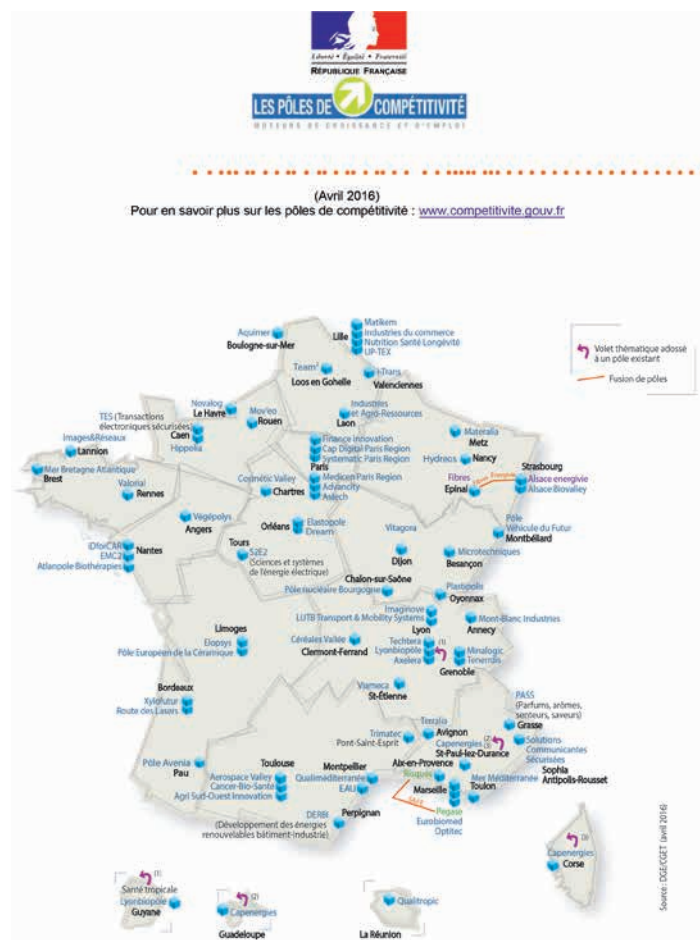 Liberté • Égalité • Fraternité
RÉPUBLIQUE FRANÇAISE
LES PÔLES DE COMPÉTITIVITÉ
MOTEURS DE CROISSANCE ET D'EMPLOI
(Avril 2016)
Pour en savoir plus sur les pôles de compétitivité : www.competitivite.gouv.fr
Volet thématique adossé
à un pôle existant
Fusion de pôles
Aquimer
Boulogne-sur-Mer
Lille
Matikem
Industries du commerce
Nutrition Santé Longévité
UP-TEX
Team²
Loos en Gohelle
I-Trans
Valenciennes
Novalog
Le Havre
Mov'eo
Rouen
Industries
et Agro-Ressources
Laon
TES (Transactions
électroniques sécurisées)
Caen
Hippolia
Images&Réseaux
Lannion
Mer Bretagne Atlantique
Brest
Valorial
Rennes
Finance Innovation
Cap Digital Paris Region
Systematic Paris Region
Paris
Medicen Paris Region
Advancity
Astech
Cosmetic Valley
Chartres
Materalia
Metz
Hydreos
Nancy
Strasbourg
Fibres
Epinal
Fibres Energivie
Alsace energivie
Alsace Biovalley
Végépolys
Angers
Orléans
Elastopole
Dream
Vitagora
Dijon
Pôle
Véhicule du Futur
Montbéliard
iDforCAR
EMC2
Atlanpole Biothérapies
Nantes
Tours
S2E2
(Sciences et systèmes
de l'énergie électrique)
Microtechniques
Besançon
Chalon-sur-Saône
Pôle nucléaire Bourgogne
Plastipolis
Oyonnax
Imaginove
LUTB Transport & Mobility Systems
Lyon
Mont-Blanc Industries
Annecy
Limoges
Elopsys
Pôle Européen de la Céramique
Céréales Vallée
Clermont-Ferrand
Techtera
Lyonbiopôle
Axelera
(1)
Minalogic
Tenerrdis
Grenoble
Bordeaux
Xylofutur
Route des Lasers
Viameca
St-Étienne
PASS
(Parfums, arômes,
senteurs, saveurs)
Grasse
Terralia
Avignon
Trimatec
Pont-Saint-Esprit
Capenergies
(2)
(3)
St-Paul-lez-Durance
Solutions
Communicantes
Sécurisées
Sophia
Antipolis-Rousset
Pôle Avenia
Pau
Toulouse
Aerospace Valley
Cancer-Bio-Santé
Agri Sud-Ouest Innovation
Montpellier
Qualiméditerranée
EAU
Aix-en-Provence
Risques
SAFE
Marseille
Pegase
Eurobiomed
Optitec
Mer Méditerranée
Toulon
Perpignan
DERBI
(Développement des énergies
renouvelables bâtiment-industrie)
(3)
Capenergies
Corse
(1)
Santé tropicale
Lyonbiopôle
Guyane
(2)
Capenergies
Guadeloupe
Qualitropic
La Réunion
Source : DGE/CGET (avril 2016)